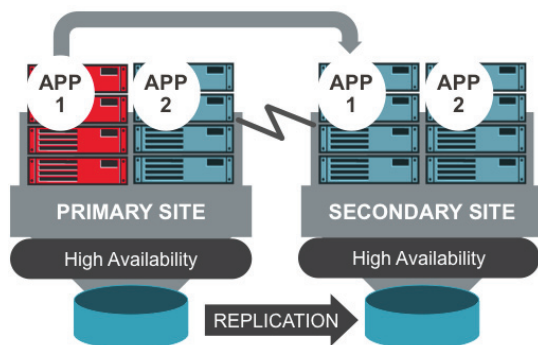 APP
1
APP
2
APP
1
APP
2
PRIMARY SITE
SECONDARY SITE
High Availability
High Availability
REPLICATION